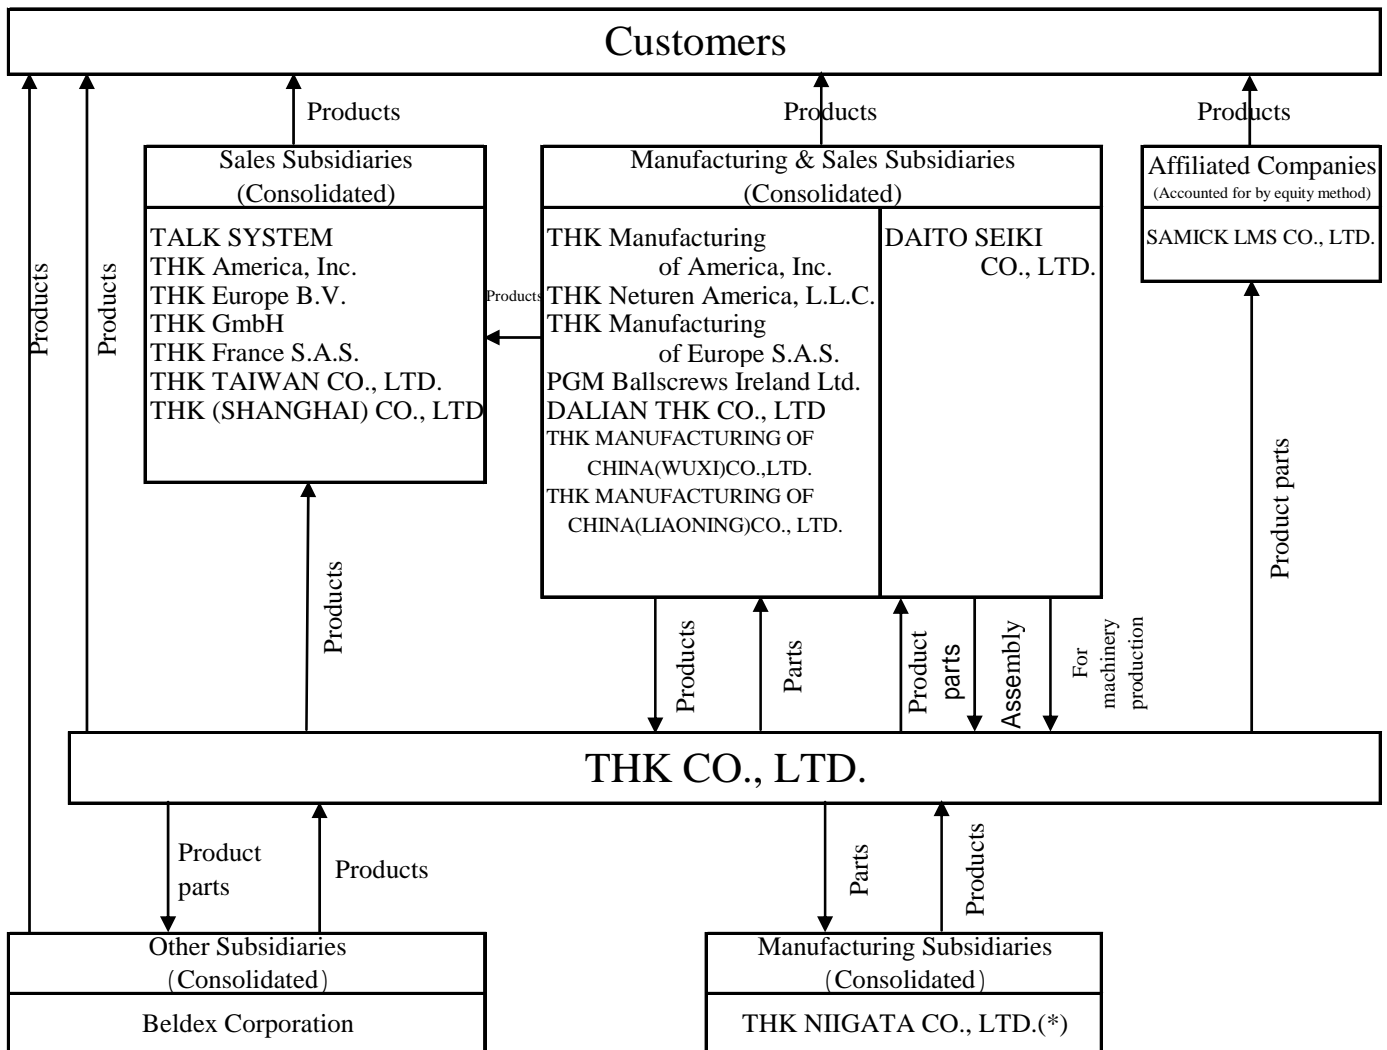 Customers
Products
Products
Products
Sales Subsidiaries
(Consolidated)
Manufacturing & Sales Subsidiaries
(Consolidated)
Affiliated Companies
(Accounted for by equity method)
TALK SYSTEM
THK America, Inc.
THK Europe B.V.
THK GmbH
THK France S.A.S.
THK TAIWAN CO., LTD.
THK (SHANGHAI) CO., LTD
Products
THK Manufacturing
of America, Inc.
THK Neturen America, L.L.C.
THK Manufacturing
of Europe S.A.S.
PGM Ballscrews Ireland Ltd.
DALIAN THK CO., LTD
THK MANUFACTURING OF
CHINA(WUXI)CO.,LTD.
THK MANUFACTURING OF
CHINA(LIAONING)CO., LTD.
DAITO SEIKI
CO., LTD.
SAMICK LMS CO., LTD.
Products
Products
Products
Products
Parts
Product
parts
Assembly
For
machinery
production
Product parts
THK CO., LTD.
Product
parts
Products
Parts
Products
Other Subsidiaries
(Consolidated)
Beldex Corporation
Manufacturing Subsidiaries
(Consolidated)
THK NIIGATA CO., LTD.(*)